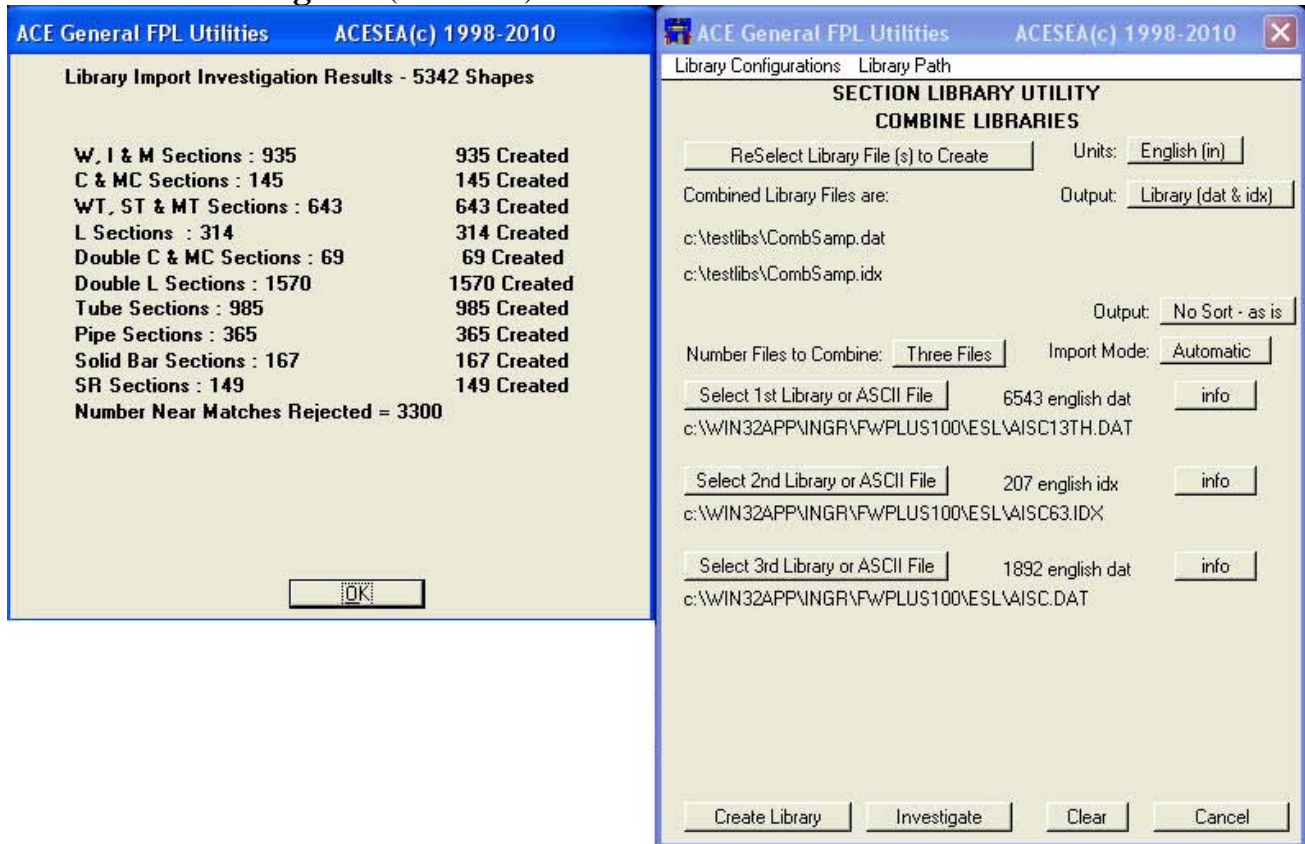 ACE General FPL Utilities ACESEA(c) 1998-2010
Library Import Investigation Results - 5342 Shapes
W, I & M Sections : 935 935 Created
C & MC Sections : 145 145 Created
WT, ST & MT Sections : 643 643 Created
L Sections : 314 314 Created
Double C & MC Sections : 69 69 Created
Double L Sections : 1570 1570 Created
Tube Sections : 985 985 Created
Pipe Sections : 365 365 Created
Solid Bar Sections : 167 167 Created
SR Sections : 149 149 Created
Number Near Matches Rejected = 3300
OK
ACE General FPL Utilities ACESEA(c) 1998-2010
Library Configurations Library Path
SECTION LIBRARY UTILITY
COMBINE LIBRARIES
ReSelect Library File (s) to Create Units: English (in)
Combined Library Files are: Output: Library (dat & idx)
c:\testlibs\CombSamp.dat
c:\testlibs\CombSamp.idx
Output: No Sort - as is
Number Files to Combine: Three Files Import Mode: Automatic
Select 1st Library or ASCII File 6543 english dat info
c:\WIN32APP\INGR\FWPLUS100\ESL\AISC13TH.DAT
Select 2nd Library or ASCII File 207 english idx info
c:\WIN32APP\INGR\FWPLUS100\ESL\AISC63.IDX
Select 3rd Library or ASCII File 1892 english dat info
c:\WIN32APP\INGR\FWPLUS100\ESL\AISC.DAT
Create Library Investigate Clear Cancel